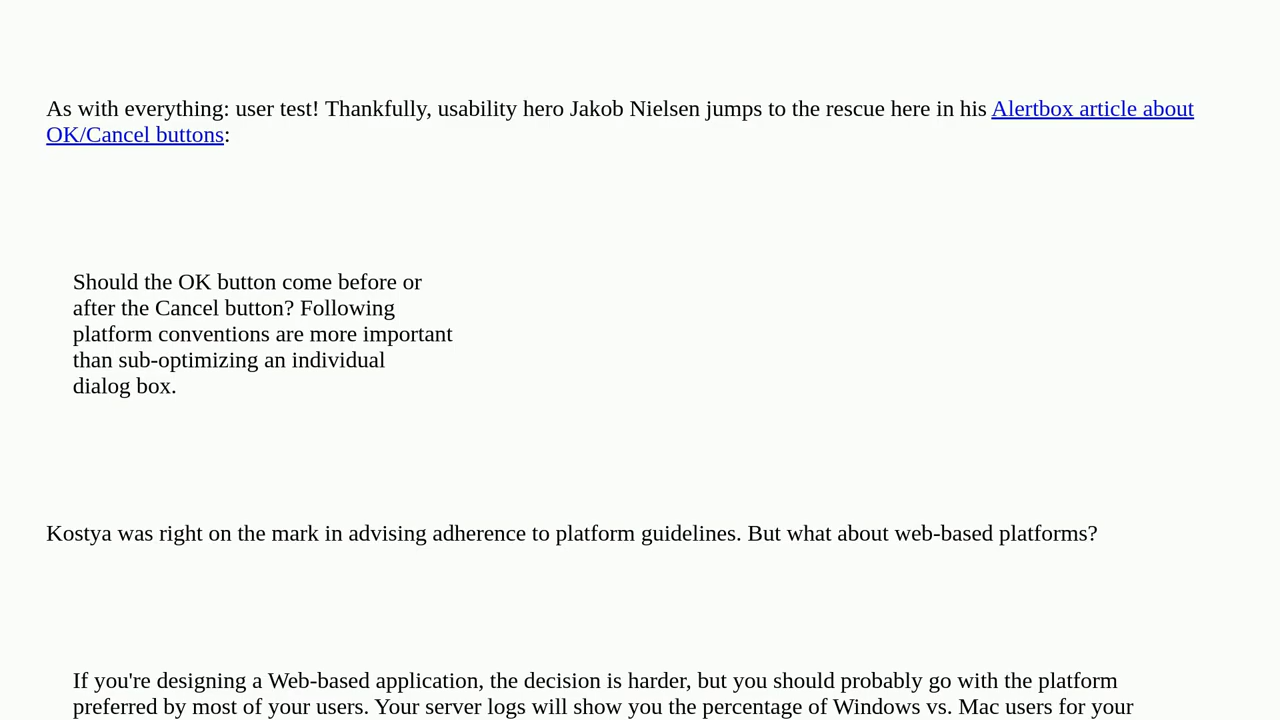 As with everything: user test! Thankfully, usability hero Jakob Nielsen jumps to the rescue here in his Alertbox article about
OK/Cancel buttons:
Should the OK button come before or
after the Cancel button? Following
platform conventions are more important
than sub-optimizing an individual
dialog box.
Kostya was right on the mark in advising adherence to platform guidelines. But what about web-based platforms?
If you're designing a Web-based application, the decision is harder, but you should probably go with the platform
preferred by most of your users. Your server logs will show you the percentage of Windows vs. Mac users for your